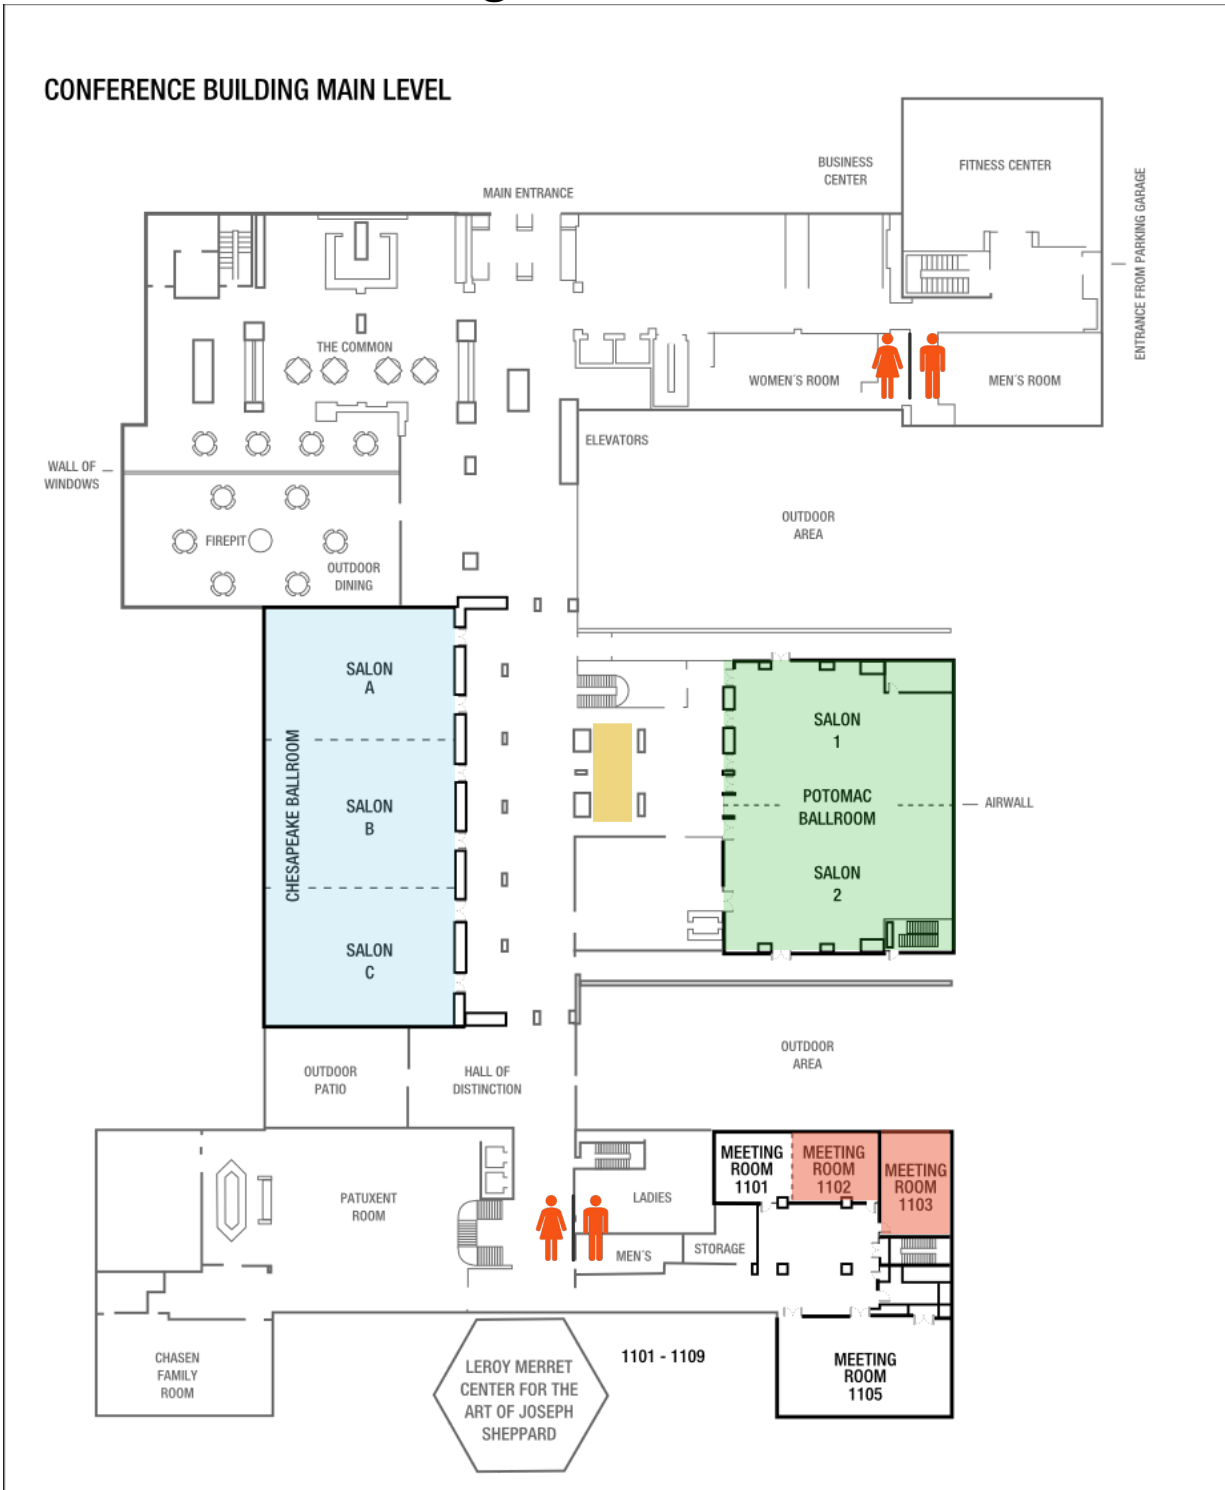 CONFERENCE BUILDING MAIN LEVEL
BUSINESS
CENTER
FITNESS CENTER
MAIN ENTRANCE
ENTRANCE FROM PARKING GARAGE
THE COMMON
WOMEN´S ROOM
MEN´S ROOM
ELEVATORS
WALL OF
WINDOWS
OUTDOOR
AREA
FIREPIT
OUTDOOR
DINING
SALON
A
CHESAPEAKE BALLROOM
SALON
B
SALON
C
SALON
1
POTOMAC
BALLROOM
AIRWALL
SALON
2
OUTDOOR
PATIO
HALL OF
DISTINCTION
OUTDOOR
AREA
MEETING
ROOM
1101
MEETING
ROOM
1102
MEETING
ROOM
1103
PATUXENT
ROOM
LADIES
MEN´S
STORAGE
CHASEN
FAMILY
ROOM
LEROY MERRET
CENTER FOR THE
ART OF JOSEPH
SHEPPARD
1101 - 1109
MEETING
ROOM
1105